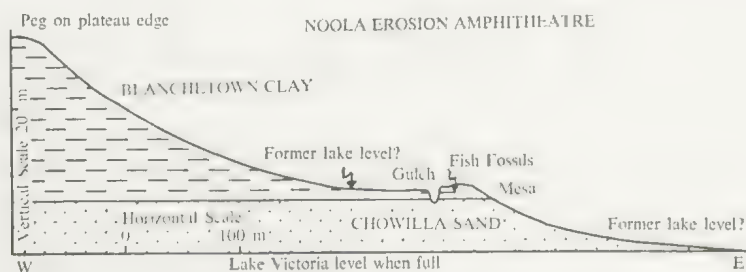 Peg on plateau edge
NOOLA EROSION AMPHITHEATRE
BLANCHETOWN CLAY
Vertical Scale 20 m
Former lake level?
Gulch
Fish Fossils
Mesa
Horizontal Scale
0 100 m
CHOWILLA SAND
Former lake level?
W
Lake Victoria level when full
E